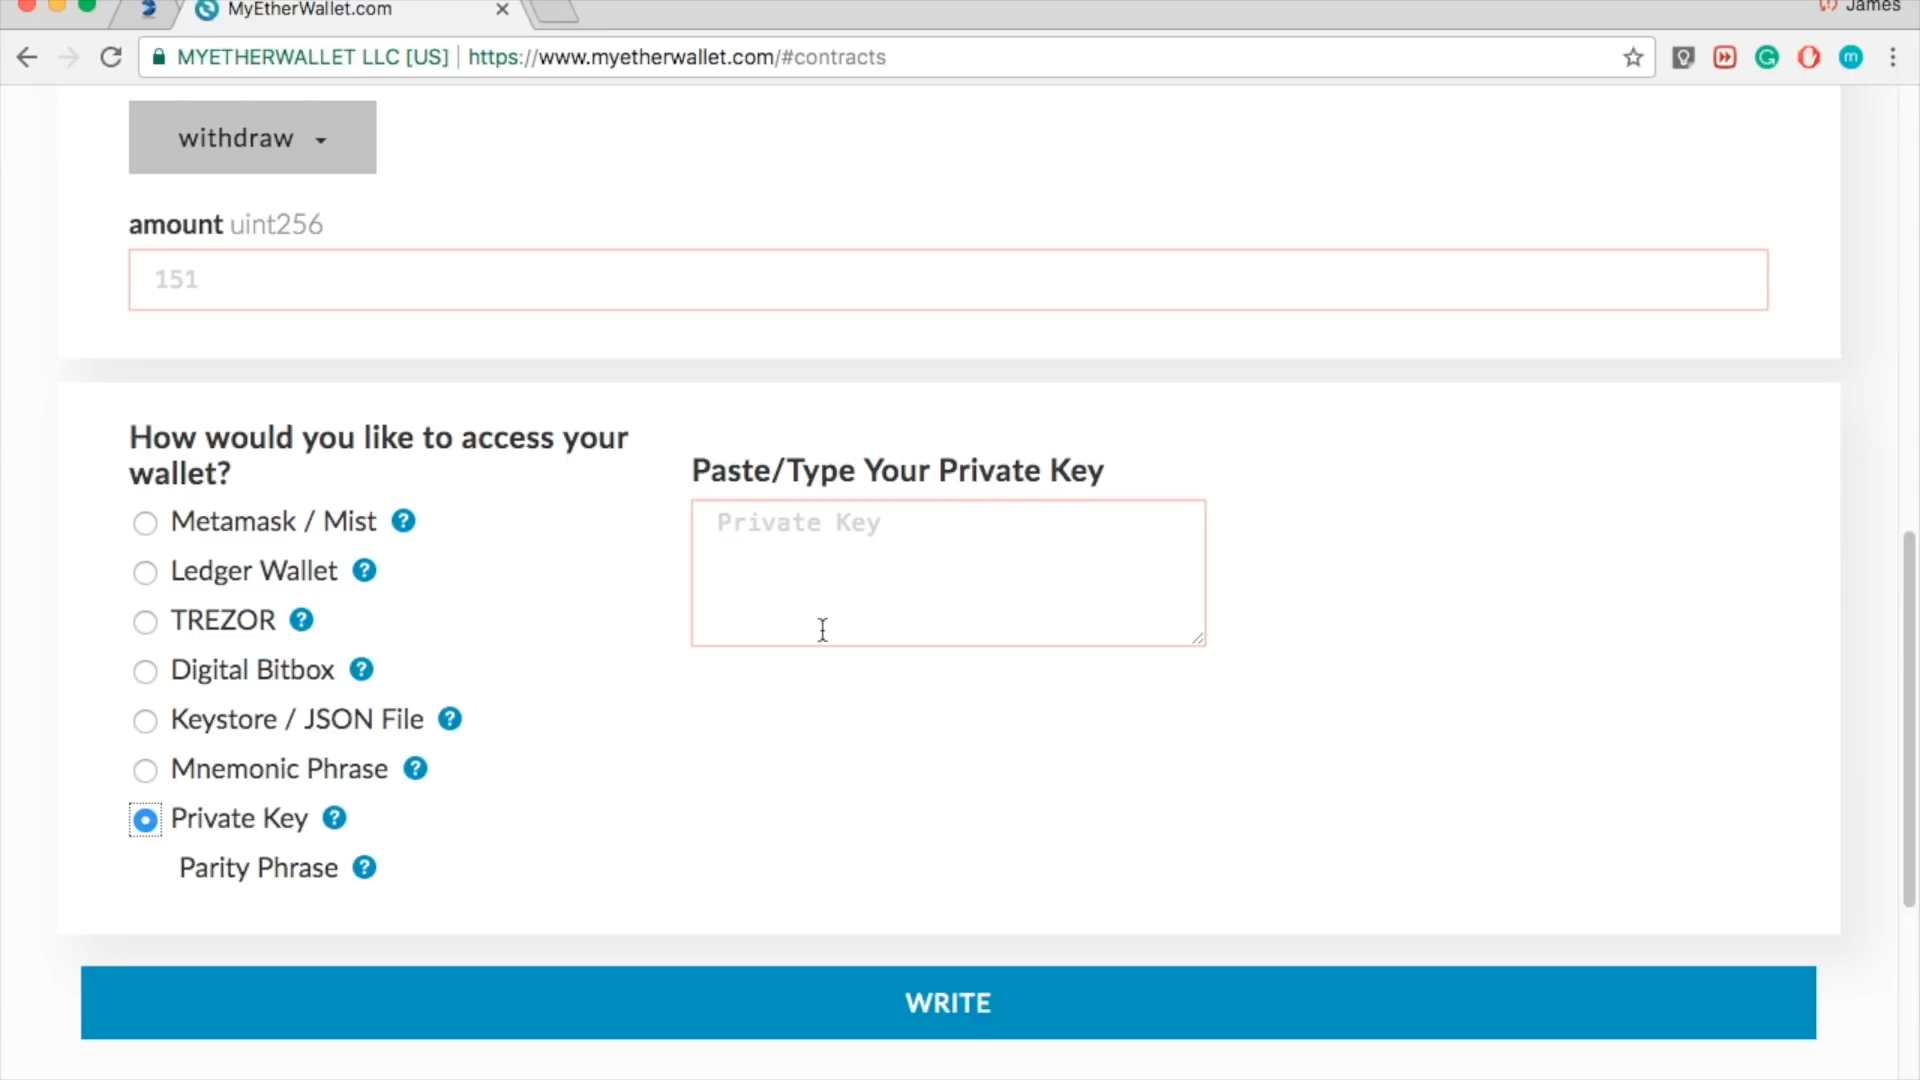 MyEtherWallet.com
James
MYETHERWALLET LLC [US] https://www.myetherwallet.com/#contracts
withdraw
amount uint256
151
How would you like to access your
wallet?
Paste/Type Your Private Key
Private Key
Metamask / Mist ?
Ledger Wallet ?
TREZOR ?
Digital Bitbox ?
Keystore / JSON File ?
Mnemonic Phrase ?
Private Key ?
Parity Phrase ?
WRITE